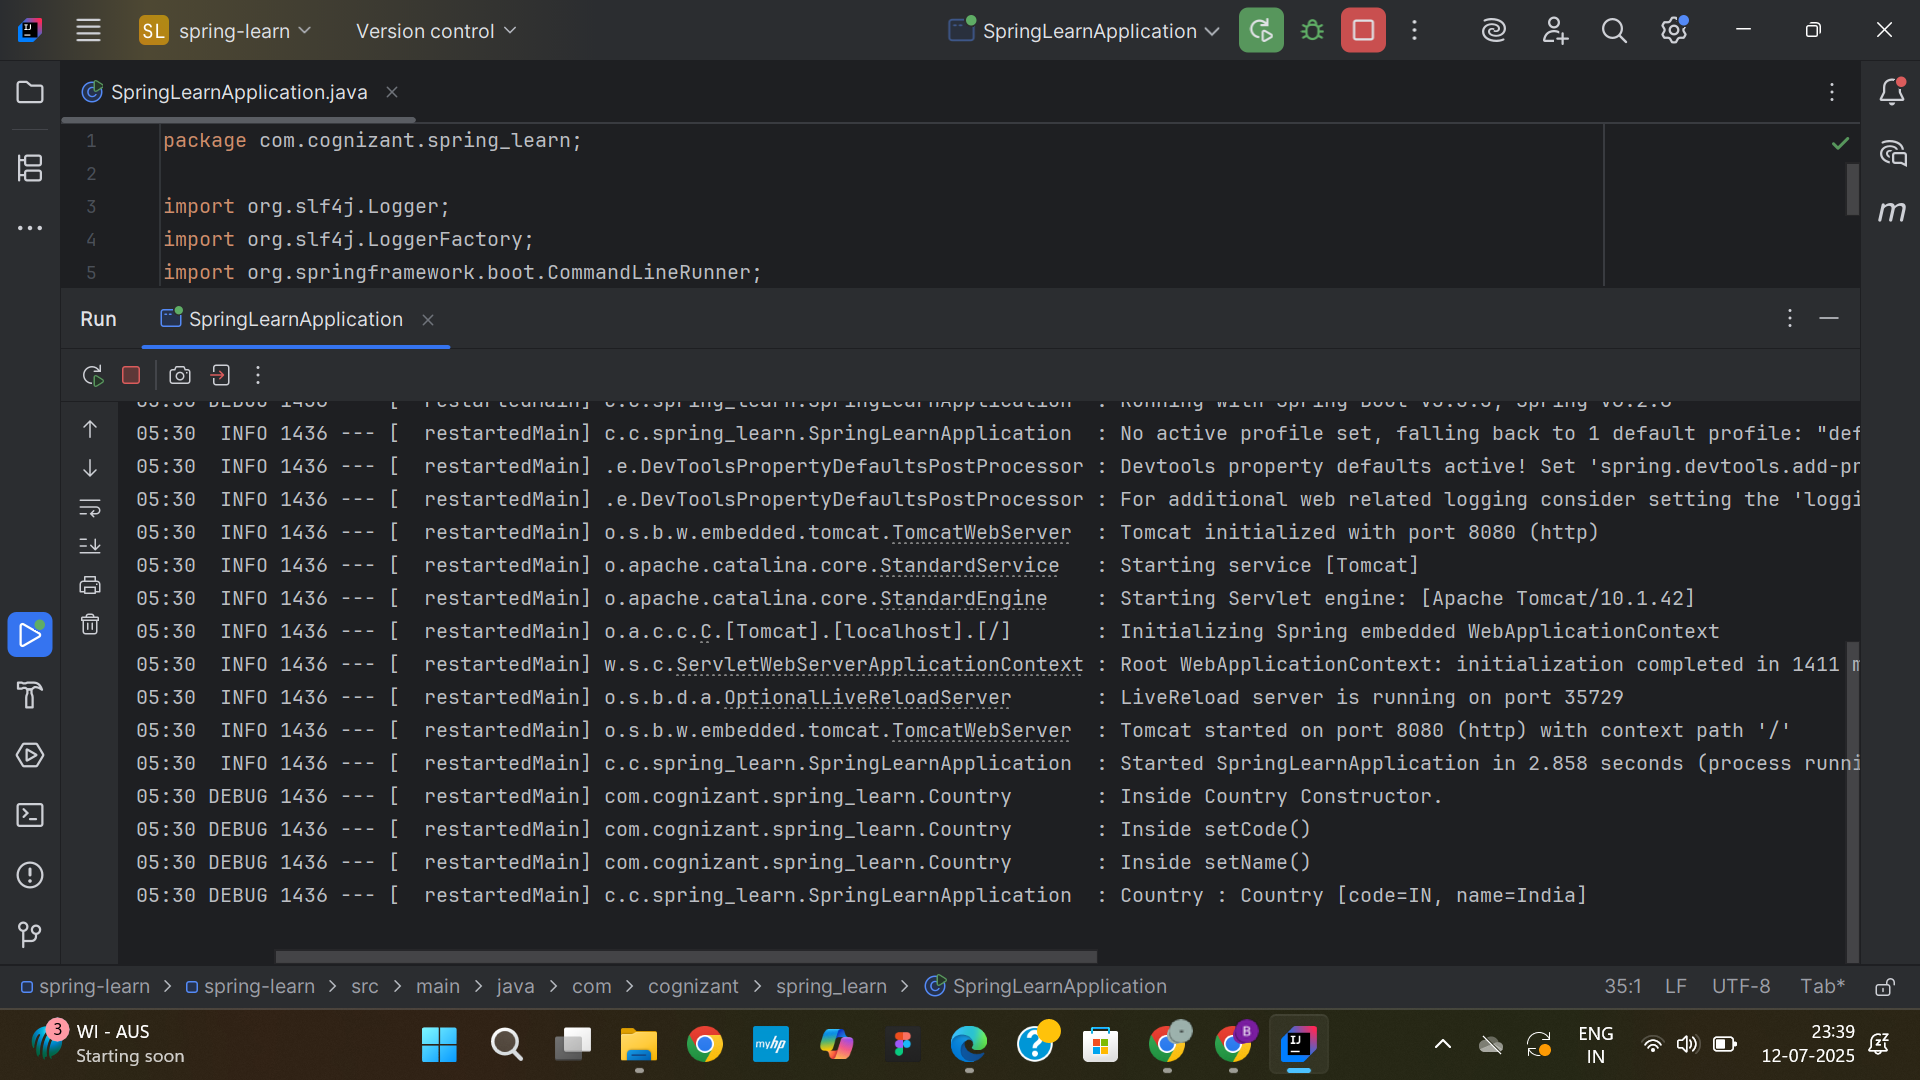 SL spring-learn Version control SpringLearnApplication
SpringLearnApplication.java
1 package com.cognizant.spring_learn;
2
3 import org.slf4j.Logger;
4 import org.slf4j.LoggerFactory;
5 import org.springframework.boot.CommandLineRunner;
Run SpringLearnApplication
05:30 DEBUG 1436 --- [ restartedMain] c.c.spring_learn.SpringLearnApplication : Running with Spring Boot
05:30 INFO 1436 --- [ restartedMain] c.c.spring_learn.SpringLearnApplication : No active profile set, falling back to 1 default profile: "def
05:30 INFO 1436 --- [ restartedMain] .e.DevToolsPropertyDefaultsPostProcessor : Devtools property defaults active! Set 'spring.devtools.add-pr
05:30 INFO 1436 --- [ restartedMain] .e.DevToolsPropertyDefaultsPostProcessor : For additional web related logging consider setting the 'loggi
05:30 INFO 1436 --- [ restartedMain] o.s.b.w.embedded.tomcat.TomcatWebServer : Tomcat initialized with port 8080 (http)
05:30 INFO 1436 --- [ restartedMain] o.apache.catalina.core.StandardService : Starting service [Tomcat]
05:30 INFO 1436 --- [ restartedMain] o.apache.catalina.core.StandardEngine : Starting Servlet engine: [Apache Tomcat/10.1.42]
05:30 INFO 1436 --- [ restartedMain] o.a.c.c.C.[Tomcat].[localhost].[/] : Initializing Spring embedded WebApplicationContext
05:30 INFO 1436 --- [ restartedMain] w.s.c.ServletWebServerApplicationContext : Root WebApplicationContext: initialization completed in 1411 m
05:30 INFO 1436 --- [ restartedMain] o.s.b.d.a.OptionalLiveReloadServer : LiveReload server is running on port 35729
05:30 INFO 1436 --- [ restartedMain] o.s.b.w.embedded.tomcat.TomcatWebServer : Tomcat started on port 8080 (http) with context path '/'
05:30 INFO 1436 --- [ restartedMain] c.c.spring_learn.SpringLearnApplication : Started SpringLearnApplication in 2.858 seconds (process runni
05:30 DEBUG 1436 --- [ restartedMain] com.cognizant.spring_learn.Country : Inside Country Constructor.
05:30 DEBUG 1436 --- [ restartedMain] com.cognizant.spring_learn.Country : Inside setCode()
05:30 DEBUG 1436 --- [ restartedMain] com.cognizant.spring_learn.Country : Inside setName()
05:30 DEBUG 1436 --- [ restartedMain] c.c.spring_learn.SpringLearnApplication : Country : Country [code=IN, name=India]
spring-learn > spring-learn > src > main > java > com > cognizant > spring_learn > SpringLearnApplication 35:1 LF UTF-8 Tab*
3 WI - AUS
Starting soon
myhp
B
ENG
IN
23:39
12-07-2025